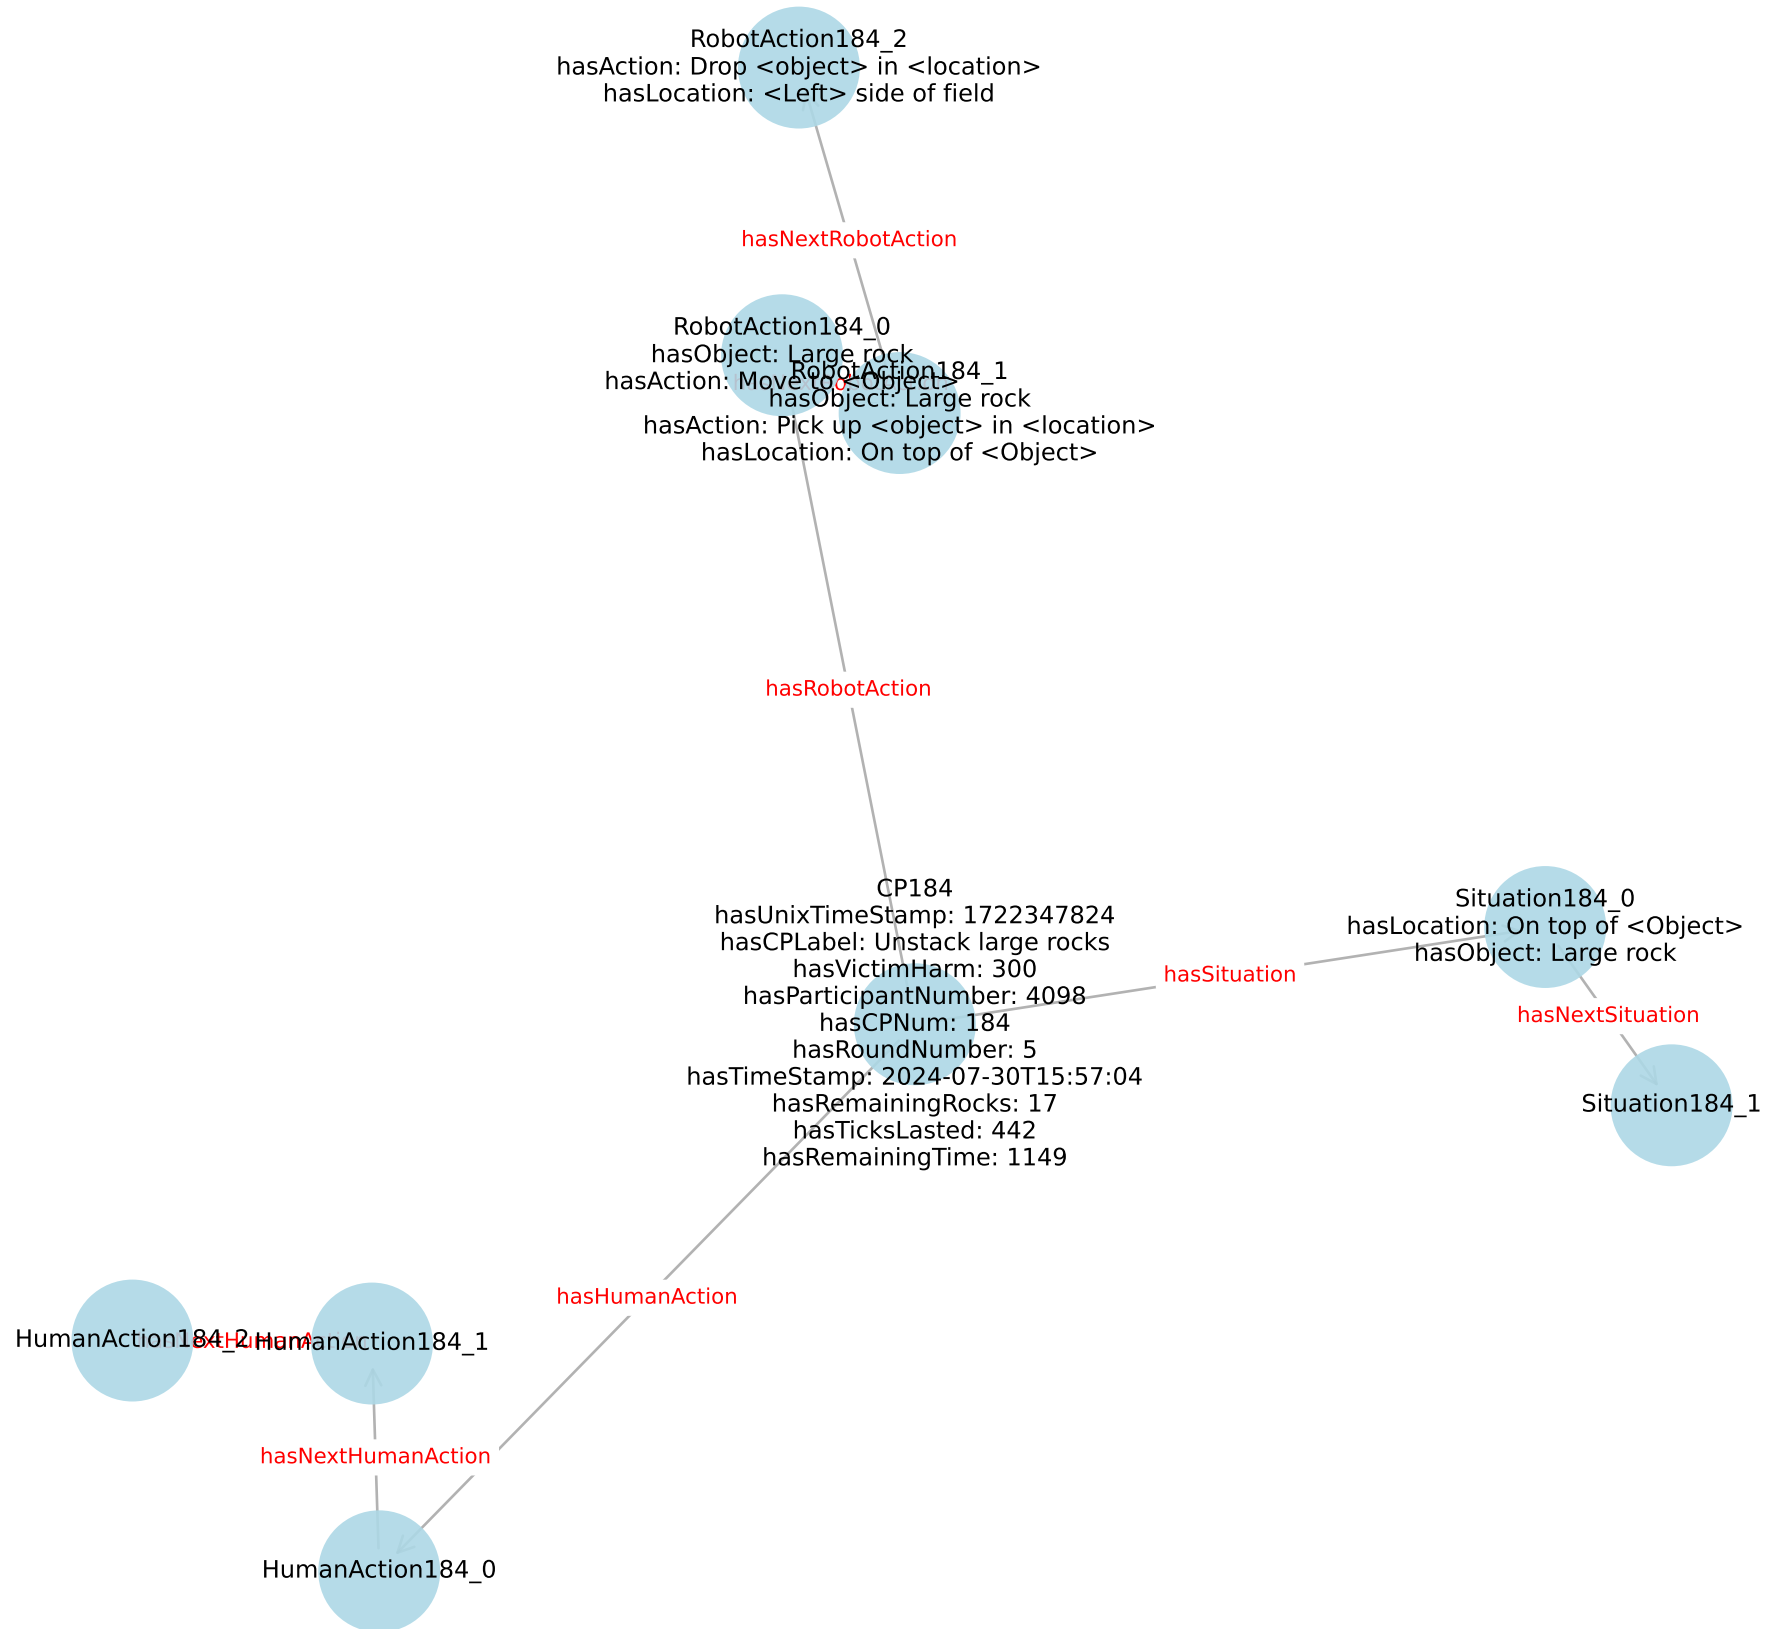 RobotAction184_2
hasAction: Drop <object> in <location>
hasLocation: <Left> side of field
hasNextRobotAction
RobotAction184_0
hasObject: Large rock
hasAction: Move to <Object>
RobotAction184_1
hasObject: Large rock
hasAction: Pick up <object> in <location>
hasLocation: On top of <Object>
hasRobotAction
CP184
hasUnixTimeStamp: 1722347824
hasCPLabel: Unstack large rocks
hasVictimHarm: 300
hasParticipantNumber: 4098
hasCPNum: 184
hasRoundNumber: 5
hasTimeStamp: 2024-07-30T15:57:04
hasRemainingRocks: 17
hasTicksLasted: 442
hasRemainingTime: 1149
hasSituation
Situation184_0
hasLocation: On top of <Object>
hasObject: Large rock
hasNextSituation
Situation184_1
hasHumanAction
HumanAction184_2
HumanAction184_1
hasNextHumanAction
HumanAction184_0